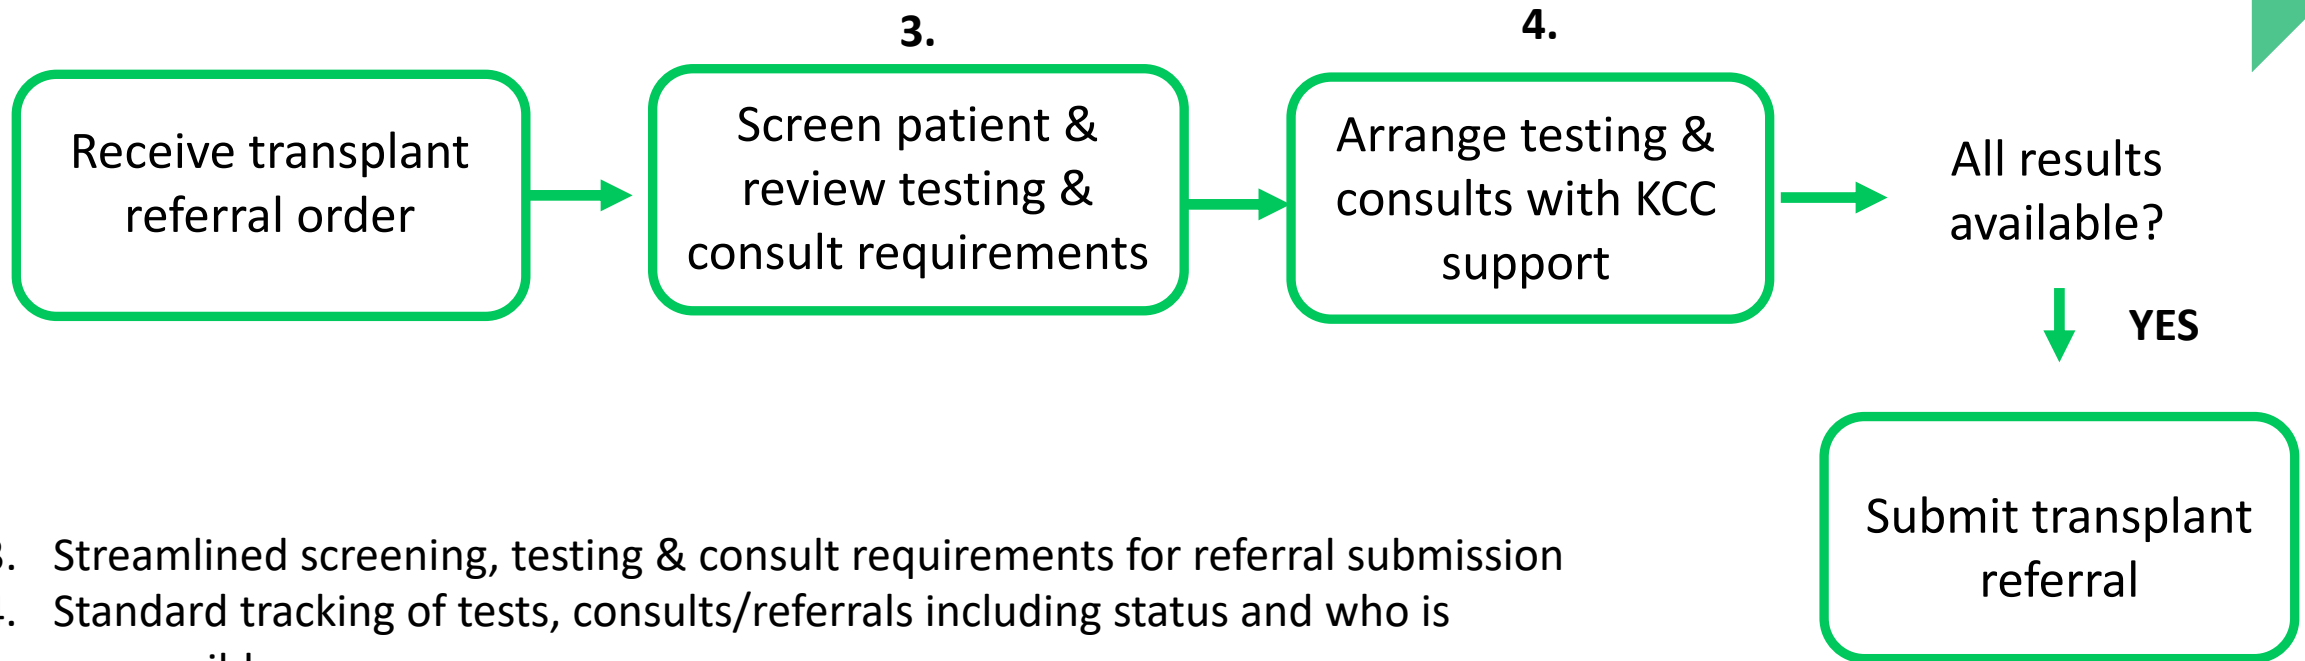 3.
4.
Receive transplant
referral order
Screen patient &
review testing &
consult requirements
Arrange testing &
consults with KCC
support
All results
available?
YES
Submit transplant
referral
3. Streamlined screening, testing & consult requirements for referral submission
4. Standard tracking of tests, consults/referrals including status and who is